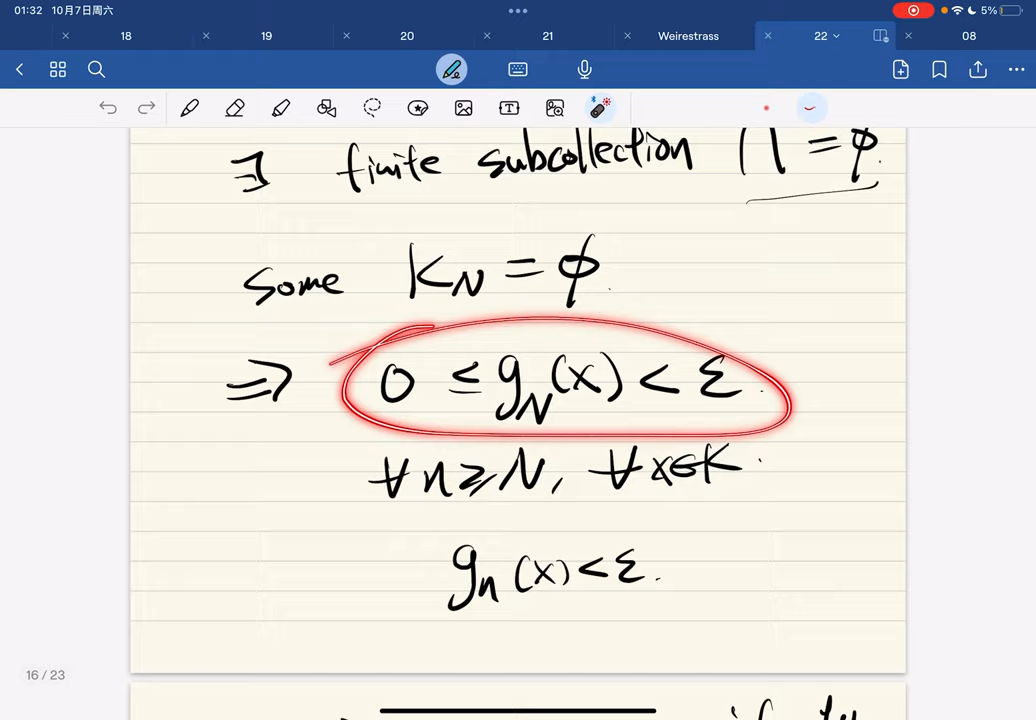 01:32 10月7日周六 5%
18 19 20 21 Weirestrass 22 08
∃ finite subcollection ∩ = ϕ.
some K_N = ϕ.
⇒ 0 ≤ g_N(x) < ε.
∀ n ≥ N, ∀ x ∈ K.
g_n(x) < ε.
16 / 23